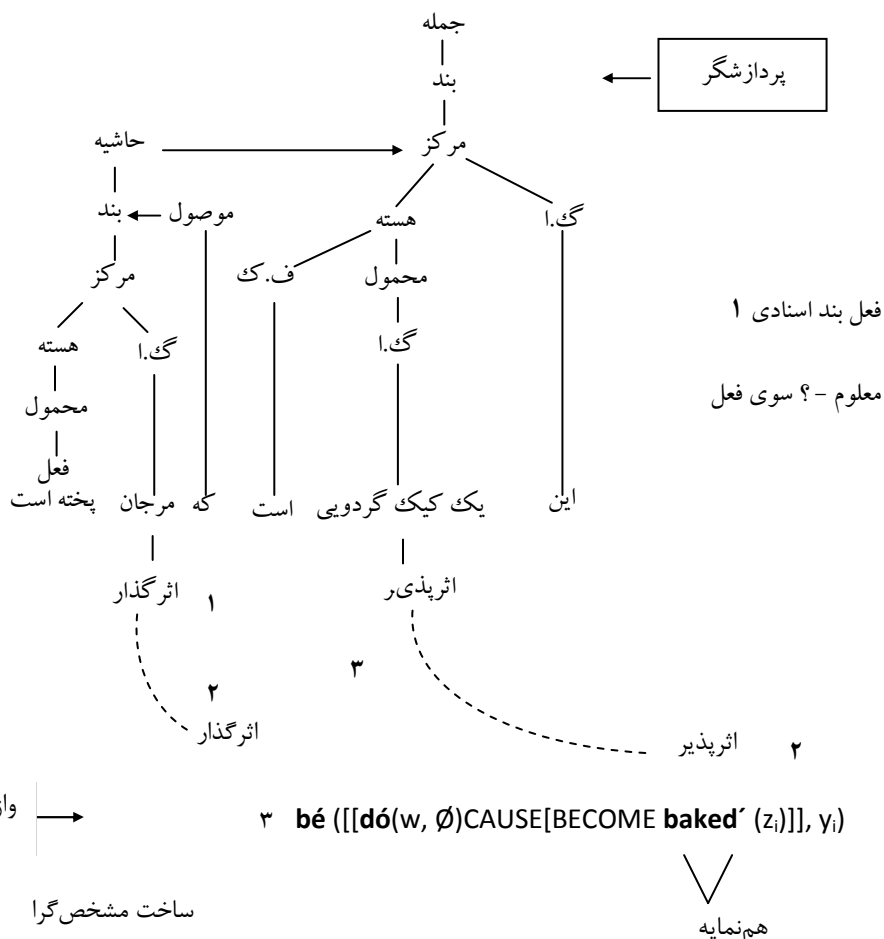 جمله
پردازشگر
بند
حاشیه
مرکز
بند
موصول
هسته
گ.ا
مرکز
ف.ک
محمول
هسته
گ.ا
گ.ا
فعل بند اسنادی ۱
محمول
معلوم – ؟ سوی فعل
فعل
این
یک کیک گردویی
است
که
مرجان
پخته است
اثرپذیر
اثرگذار
۱
۳
۲
اثرگذار
اثرپذیر
۲
۳ bé ([[dó(w, Ø)CAUSE[BECOME baked´ (zᵢ)]], yᵢ)
ساخت مشخص‌گرا
هم‌نمایه